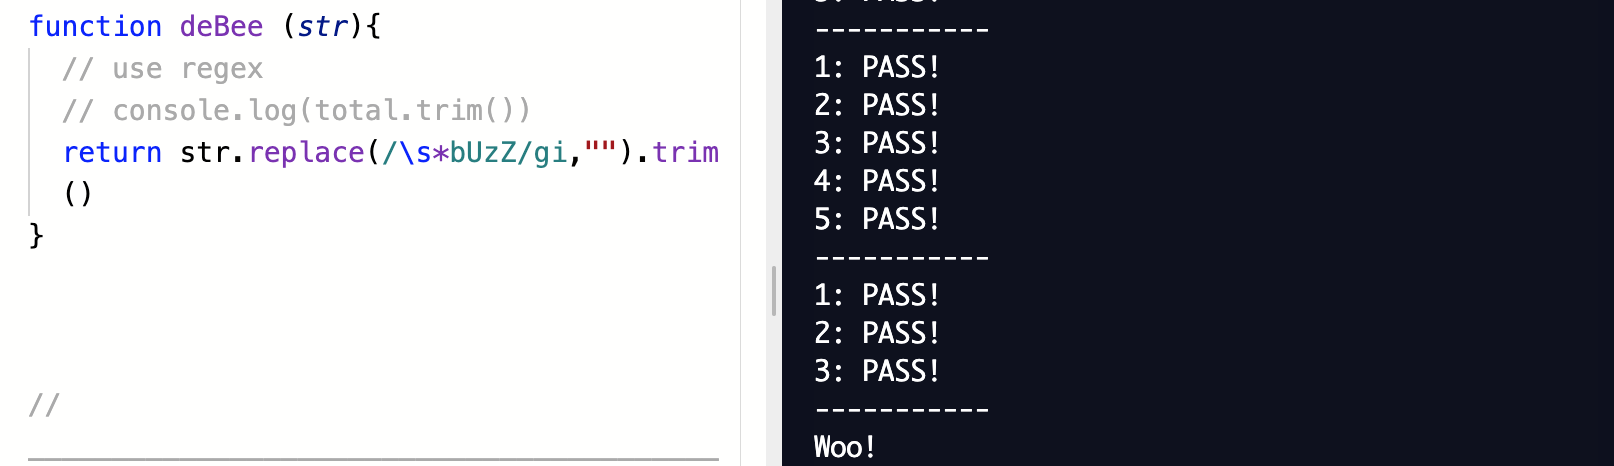 function deBee (str){
// use regex
// console.log(total.trim())
return str.replace(/\s*bUzZ/gi,"").trim
()
}
//
-----------
1: PASS!
2: PASS!
3: PASS!
4: PASS!
5: PASS!
-----------
1: PASS!
2: PASS!
3: PASS!
-----------
Woo!